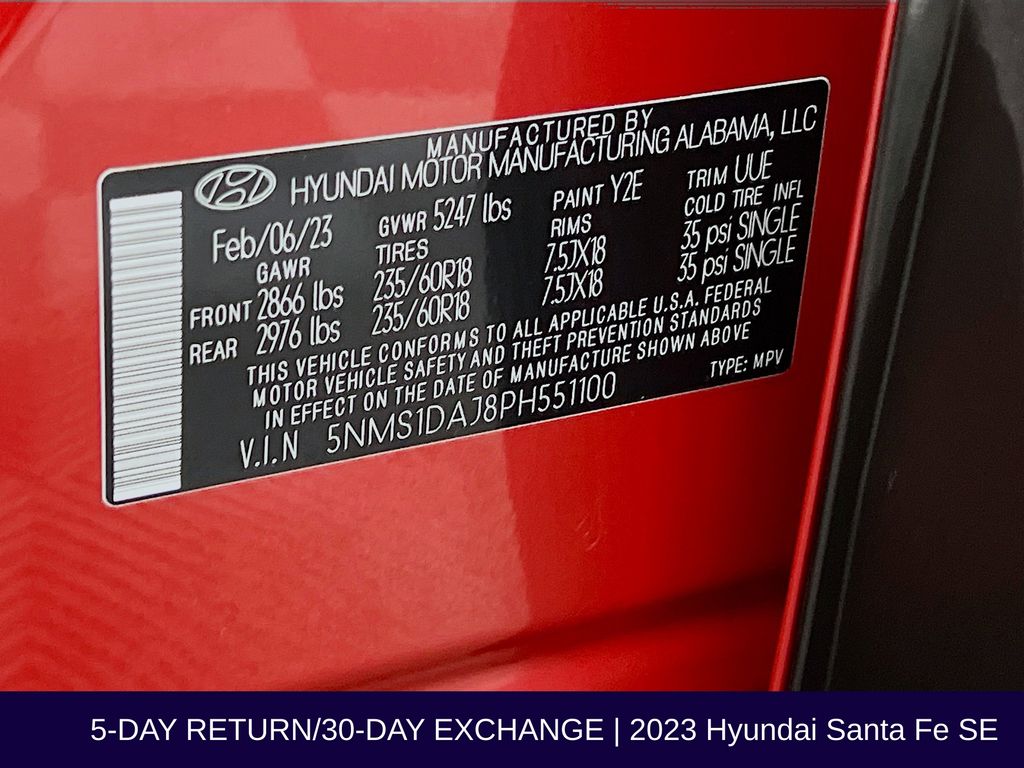 MANUFACTURED BY
HYUNDAI MOTOR MANUFACTURING ALABAMA, LLC
Feb/06/23 GVWR 5247 lbs PAINT Y2E TRIM UUE
GAWR TIRES RIMS COLD TIRE INFL
FRONT 2866 lbs 235/60R18 7.5JX18 35 psi SINGLE
REAR 2976 lbs 235/60R18 7.5JX18 35 psi SINGLE
THIS VEHICLE CONFORMS TO ALL APPLICABLE U.S.A. FEDERAL
MOTOR VEHICLE SAFETY AND THEFT PREVENTION STANDARDS
IN EFFECT ON THE DATE OF MANUFACTURE SHOWN ABOVE
V.I.N 5NMS1DAJ8PH551100 TYPE: MPV
5-DAY RETURN/30-DAY EXCHANGE | 2023 Hyundai Santa Fe SE